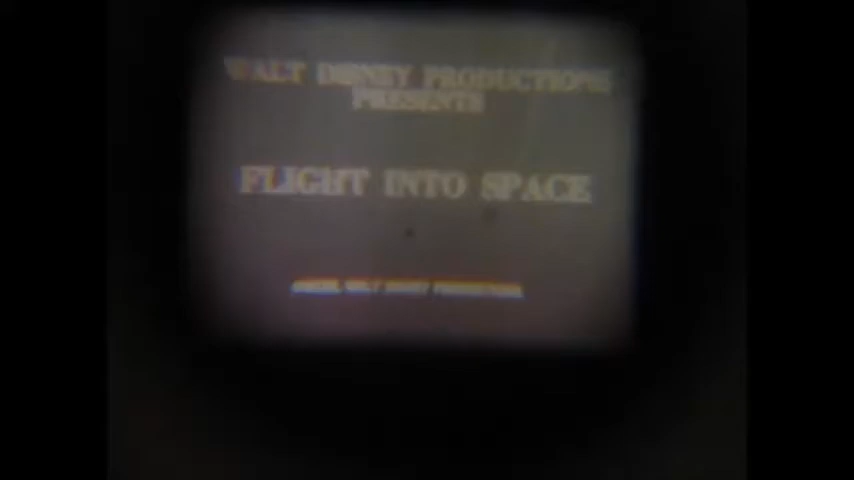 WALT DISNEY PRODUCTIONS
PRESENTS
FLIGHT INTO SPACE